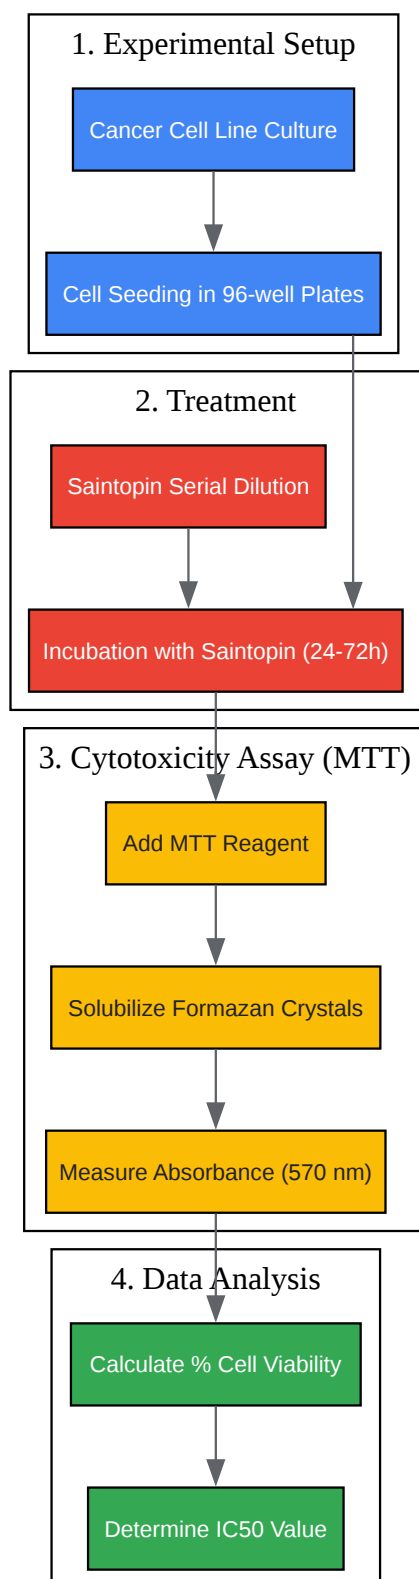 1. Experimental Setup
Cancer Cell Line Culture
Cell Seeding in 96-well Plates
2. Treatment
Saintopin Serial Dilution
Incubation with Saintopin (24-72h)
3. Cytotoxicity Assay (MTT)
Add MTT Reagent
Solubilize Formazan Crystals
Measure Absorbance (570 nm)
4. Data Analysis
Calculate % Cell Viability
Determine IC50 Value